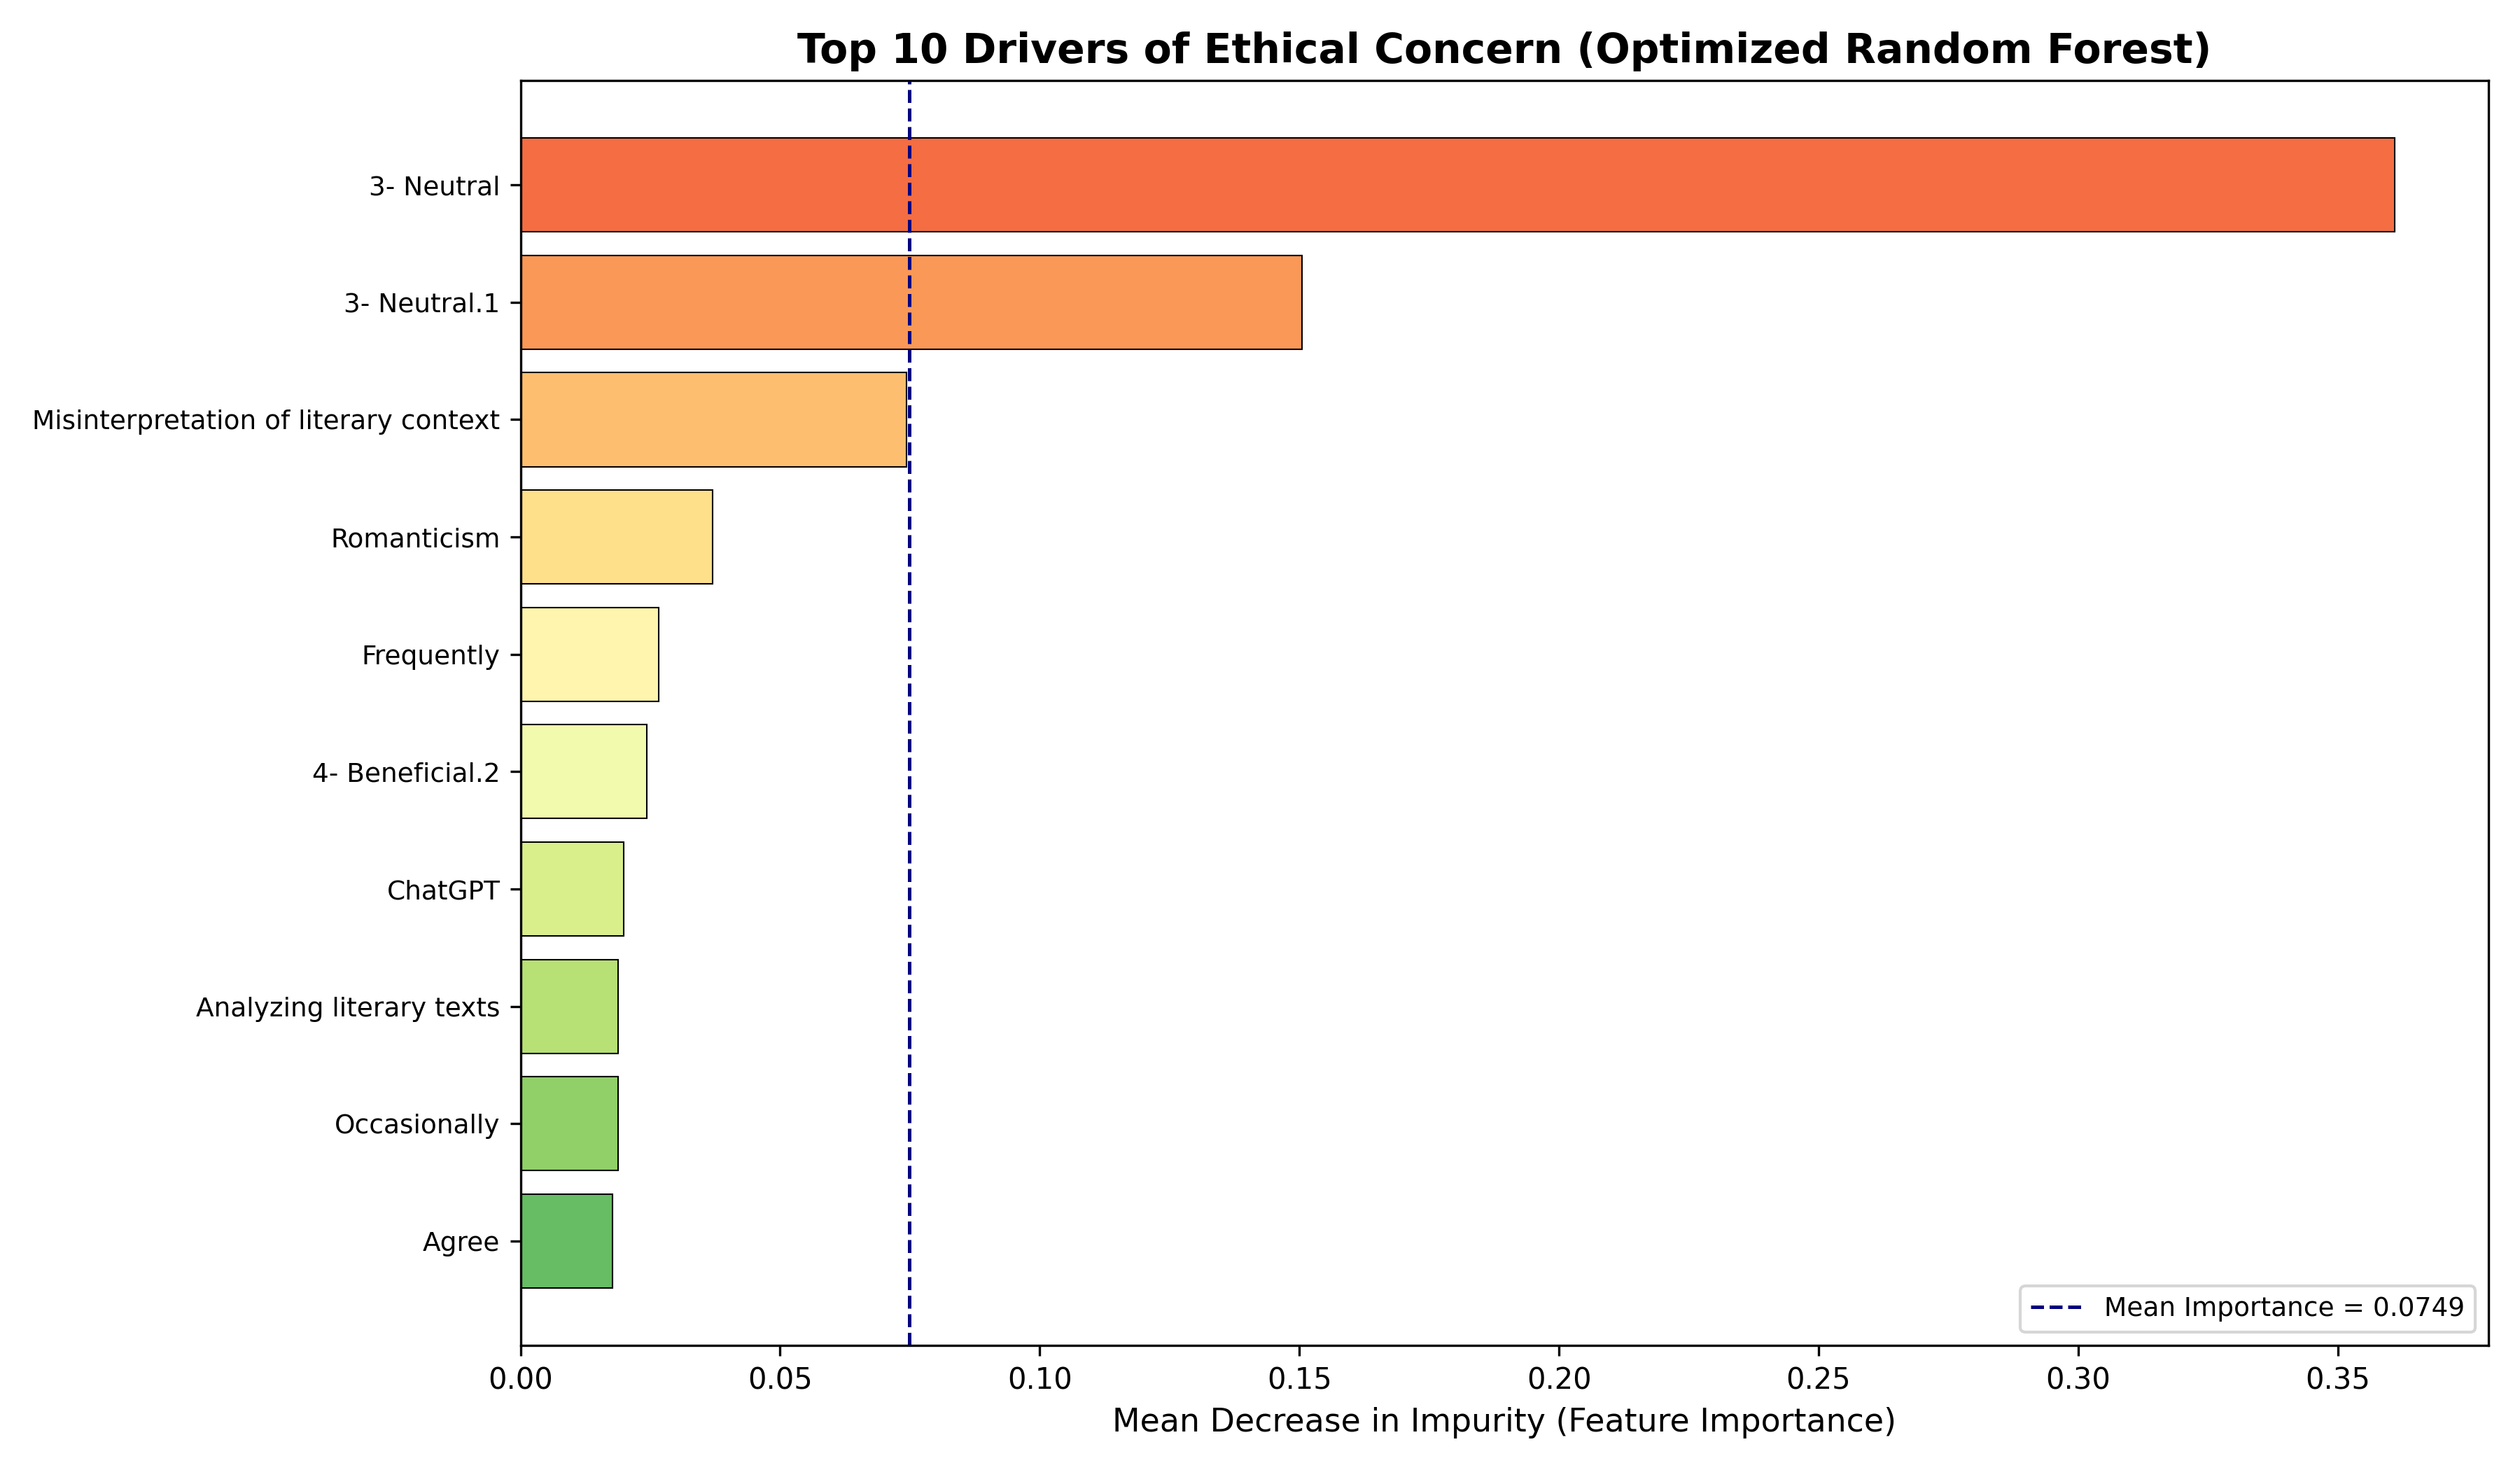 Top 10 Drivers of Ethical Concern (Optimized Random Forest)
3- Neutral
3- Neutral.1
Misinterpretation of literary context
Romanticism
Frequently
4- Beneficial.2
ChatGPT
Analyzing literary texts
Occasionally
Agree
Mean Importance = 0.0749
0.00 0.05 0.10 0.15 0.20 0.25 0.30 0.35
Mean Decrease in Impurity (Feature Importance)